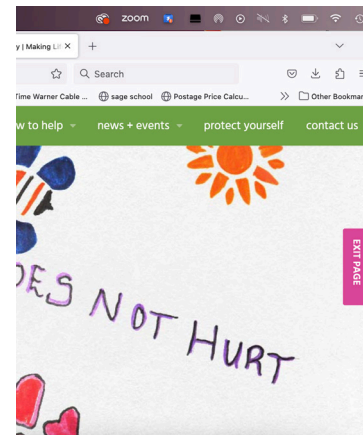 zoom
y | Making Li
Search
Time Warner Cable ... sage school Postage Price Calcu... Other Bookmar
w to help news + events protect yourself contact us
EXIT PAGE
OES NOT HURT